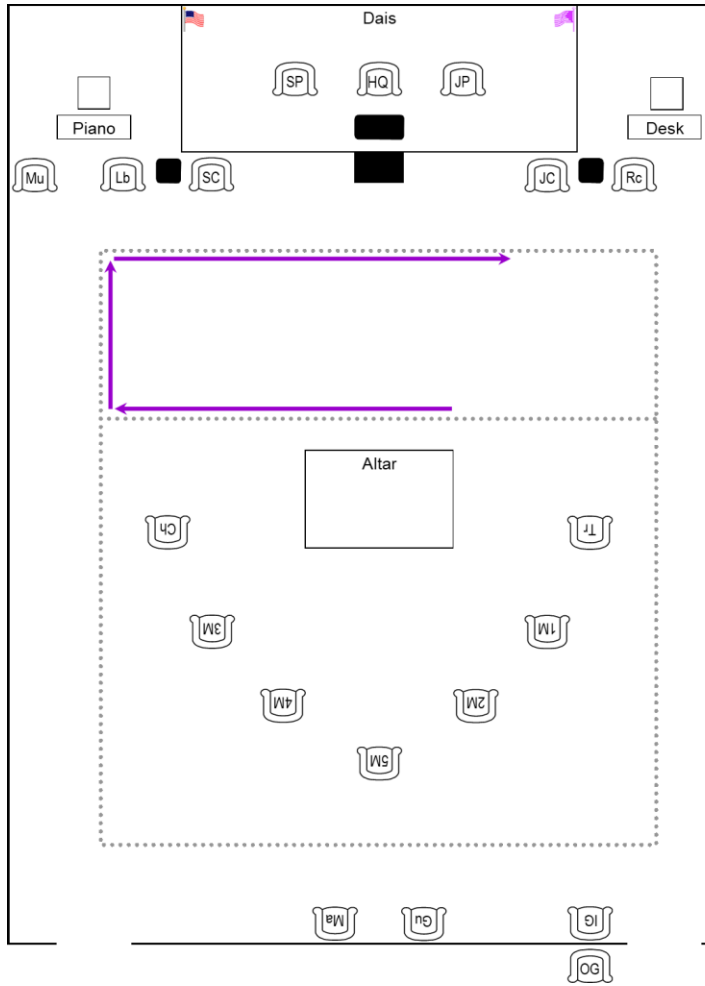 Dais
SP HQ JP
Piano Desk
Mu Lb SC JC Rc
Altar
Ch Tr
3M 1M
4M 2M
5M
Ma Gu IG
OG